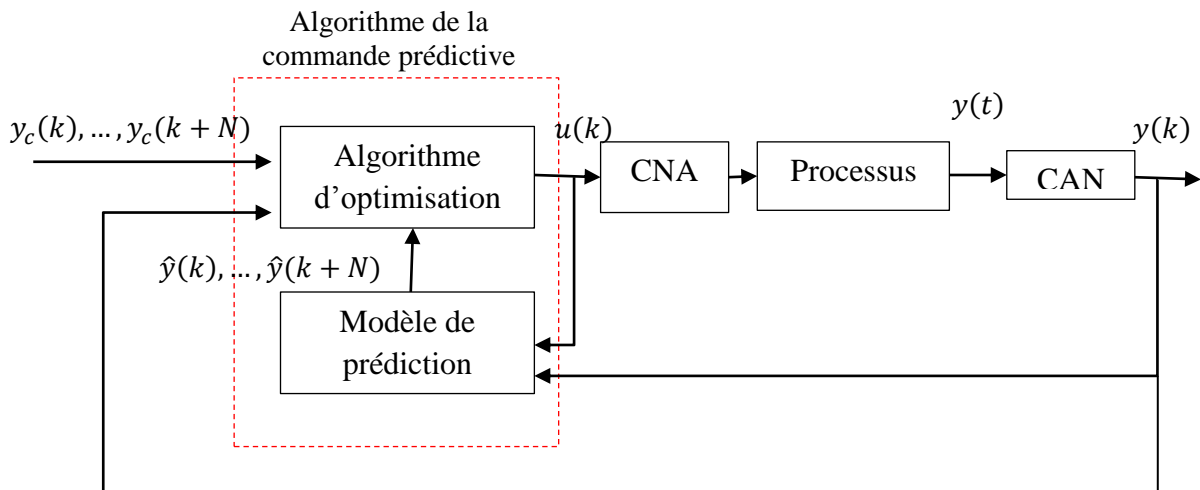 Algorithme de la
commande prédictive
y_c(k), … , y_c(k + N)
Algorithme
d’optimisation
u(k)
CNA
Processus
y(t)
CAN
y(k)
ŷ(k), … , ŷ(k + N)
Modèle de
prédiction